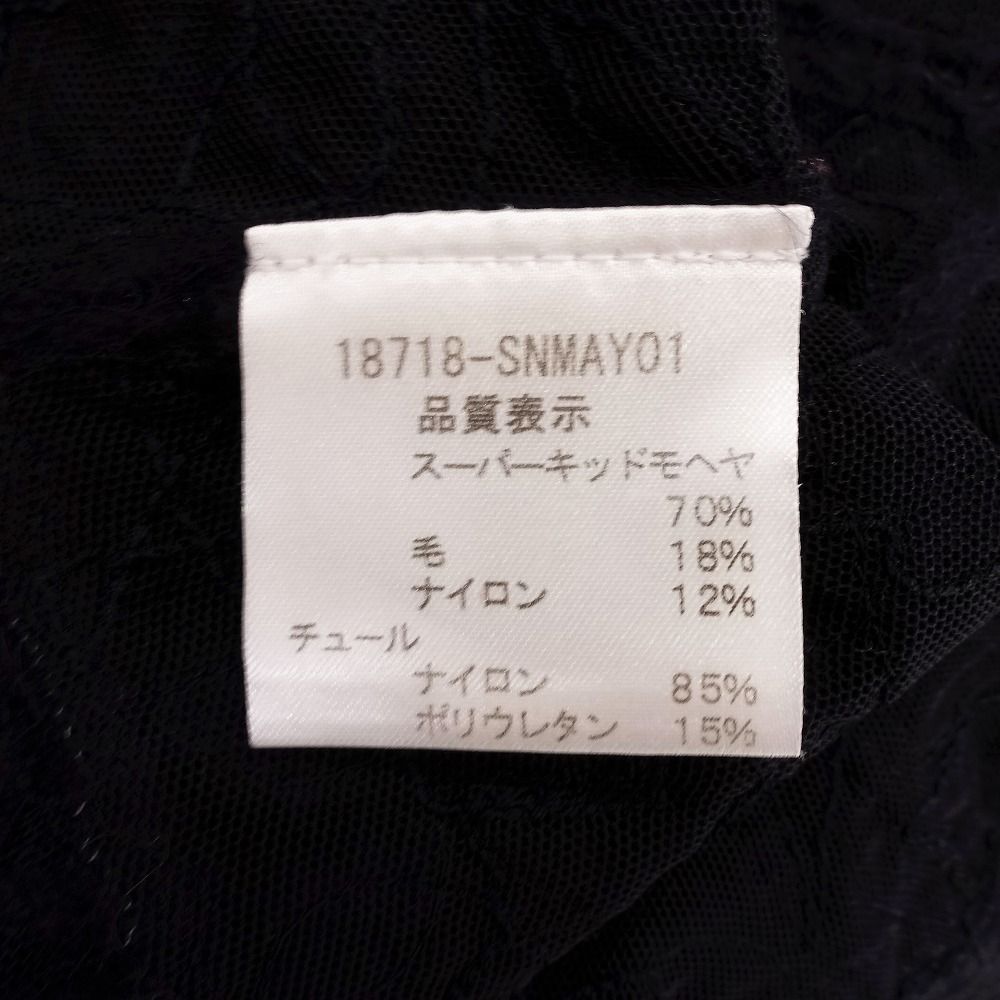 18718-SNMAY01
品質表示
スーパーキッドモヘヤ
70%
毛 18%
ナイロン 12%
チュール
ナイロン 85%
ポリウレタン 15%